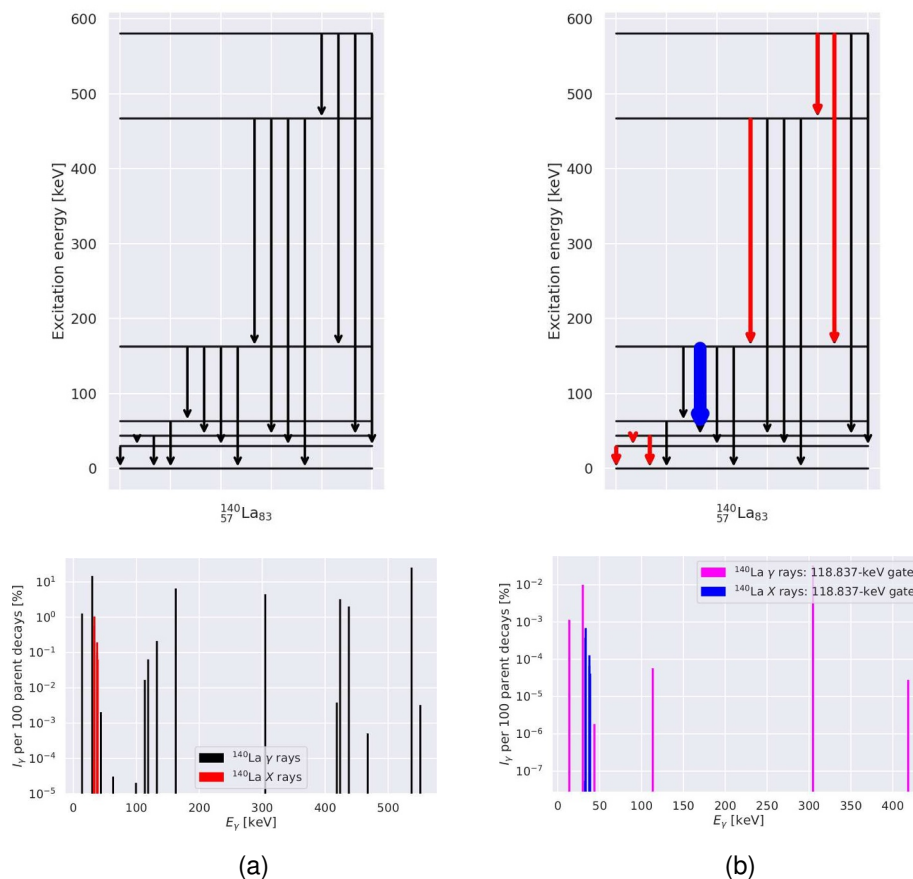 600
500
400
300
200
100
0
Excitation energy [keV]
¹⁴⁰₅₇La₈₃
600
500
400
300
200
100
0
Excitation energy [keV]
¹⁴⁰₅₇La₈₃
10¹
10⁰
10⁻¹
10⁻²
10⁻³
10⁻⁴
10⁻⁵
Iγ per 100 parent decays [%]
¹⁴⁰La γ rays
¹⁴⁰La X rays
0 100 200 300 400 500
Eγ [keV]
(a)
10⁻²
10⁻³
10⁻⁴
10⁻⁵
10⁻⁶
10⁻⁷
Iγ per 100 parent decays [%]
¹⁴⁰La γ rays: 118.837-keV gate
¹⁴⁰La X rays: 118.837-keV gate
0 50 100 150 200 250 300 350 400
Eγ [keV]
(b)